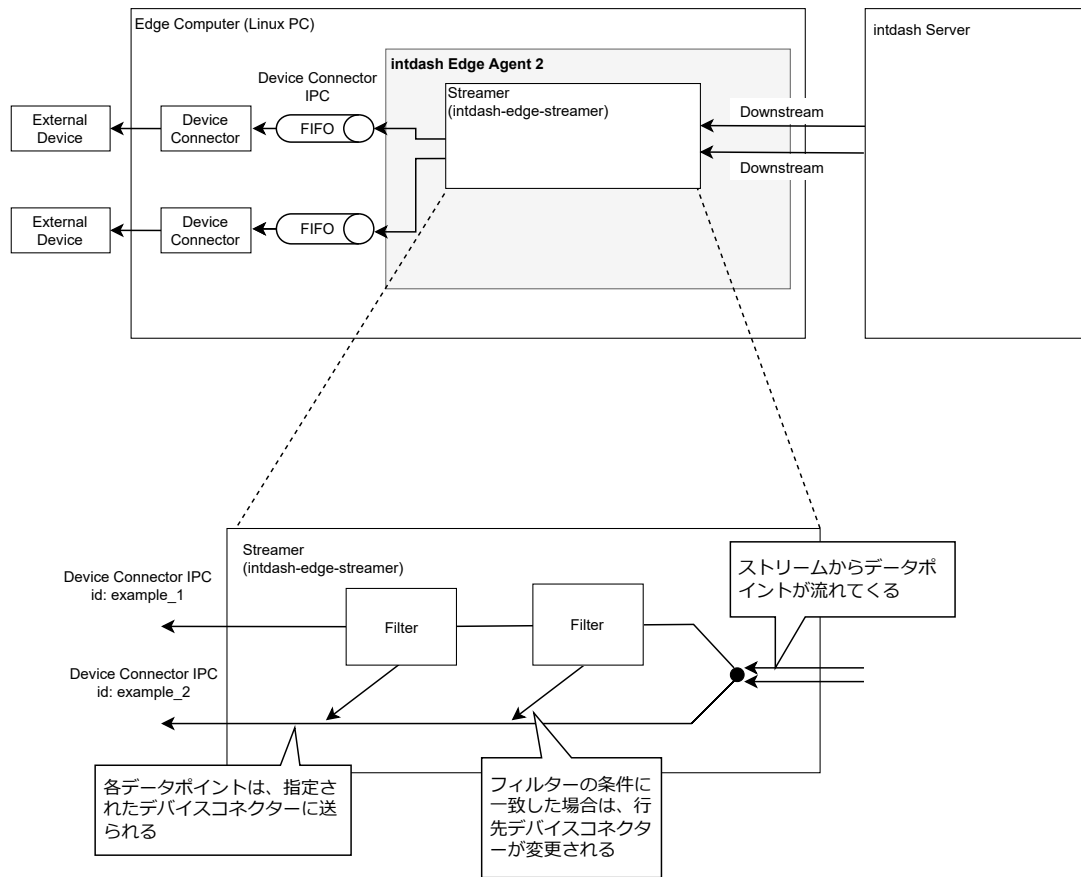 Edge Computer (Linux PC)
intdash Server
intdash Edge Agent 2
Device Connector
IPC
Streamer
(intdash-edge-streamer)
Downstream
External
Device
Device
Connector
FIFO
Downstream
External
Device
Device
Connector
FIFO
Streamer
(intdash-edge-streamer)
ストリームからデータポ
イントが流れてくる
Device Connector IPC
id: example_1
Filter
Filter
Device Connector IPC
id: example_2
各データポイントは、指定さ
れたデバイスコネクターに送
られる
フィルターの条件に
一致した場合は、行
先デバイスコネクタ
ーが変更される